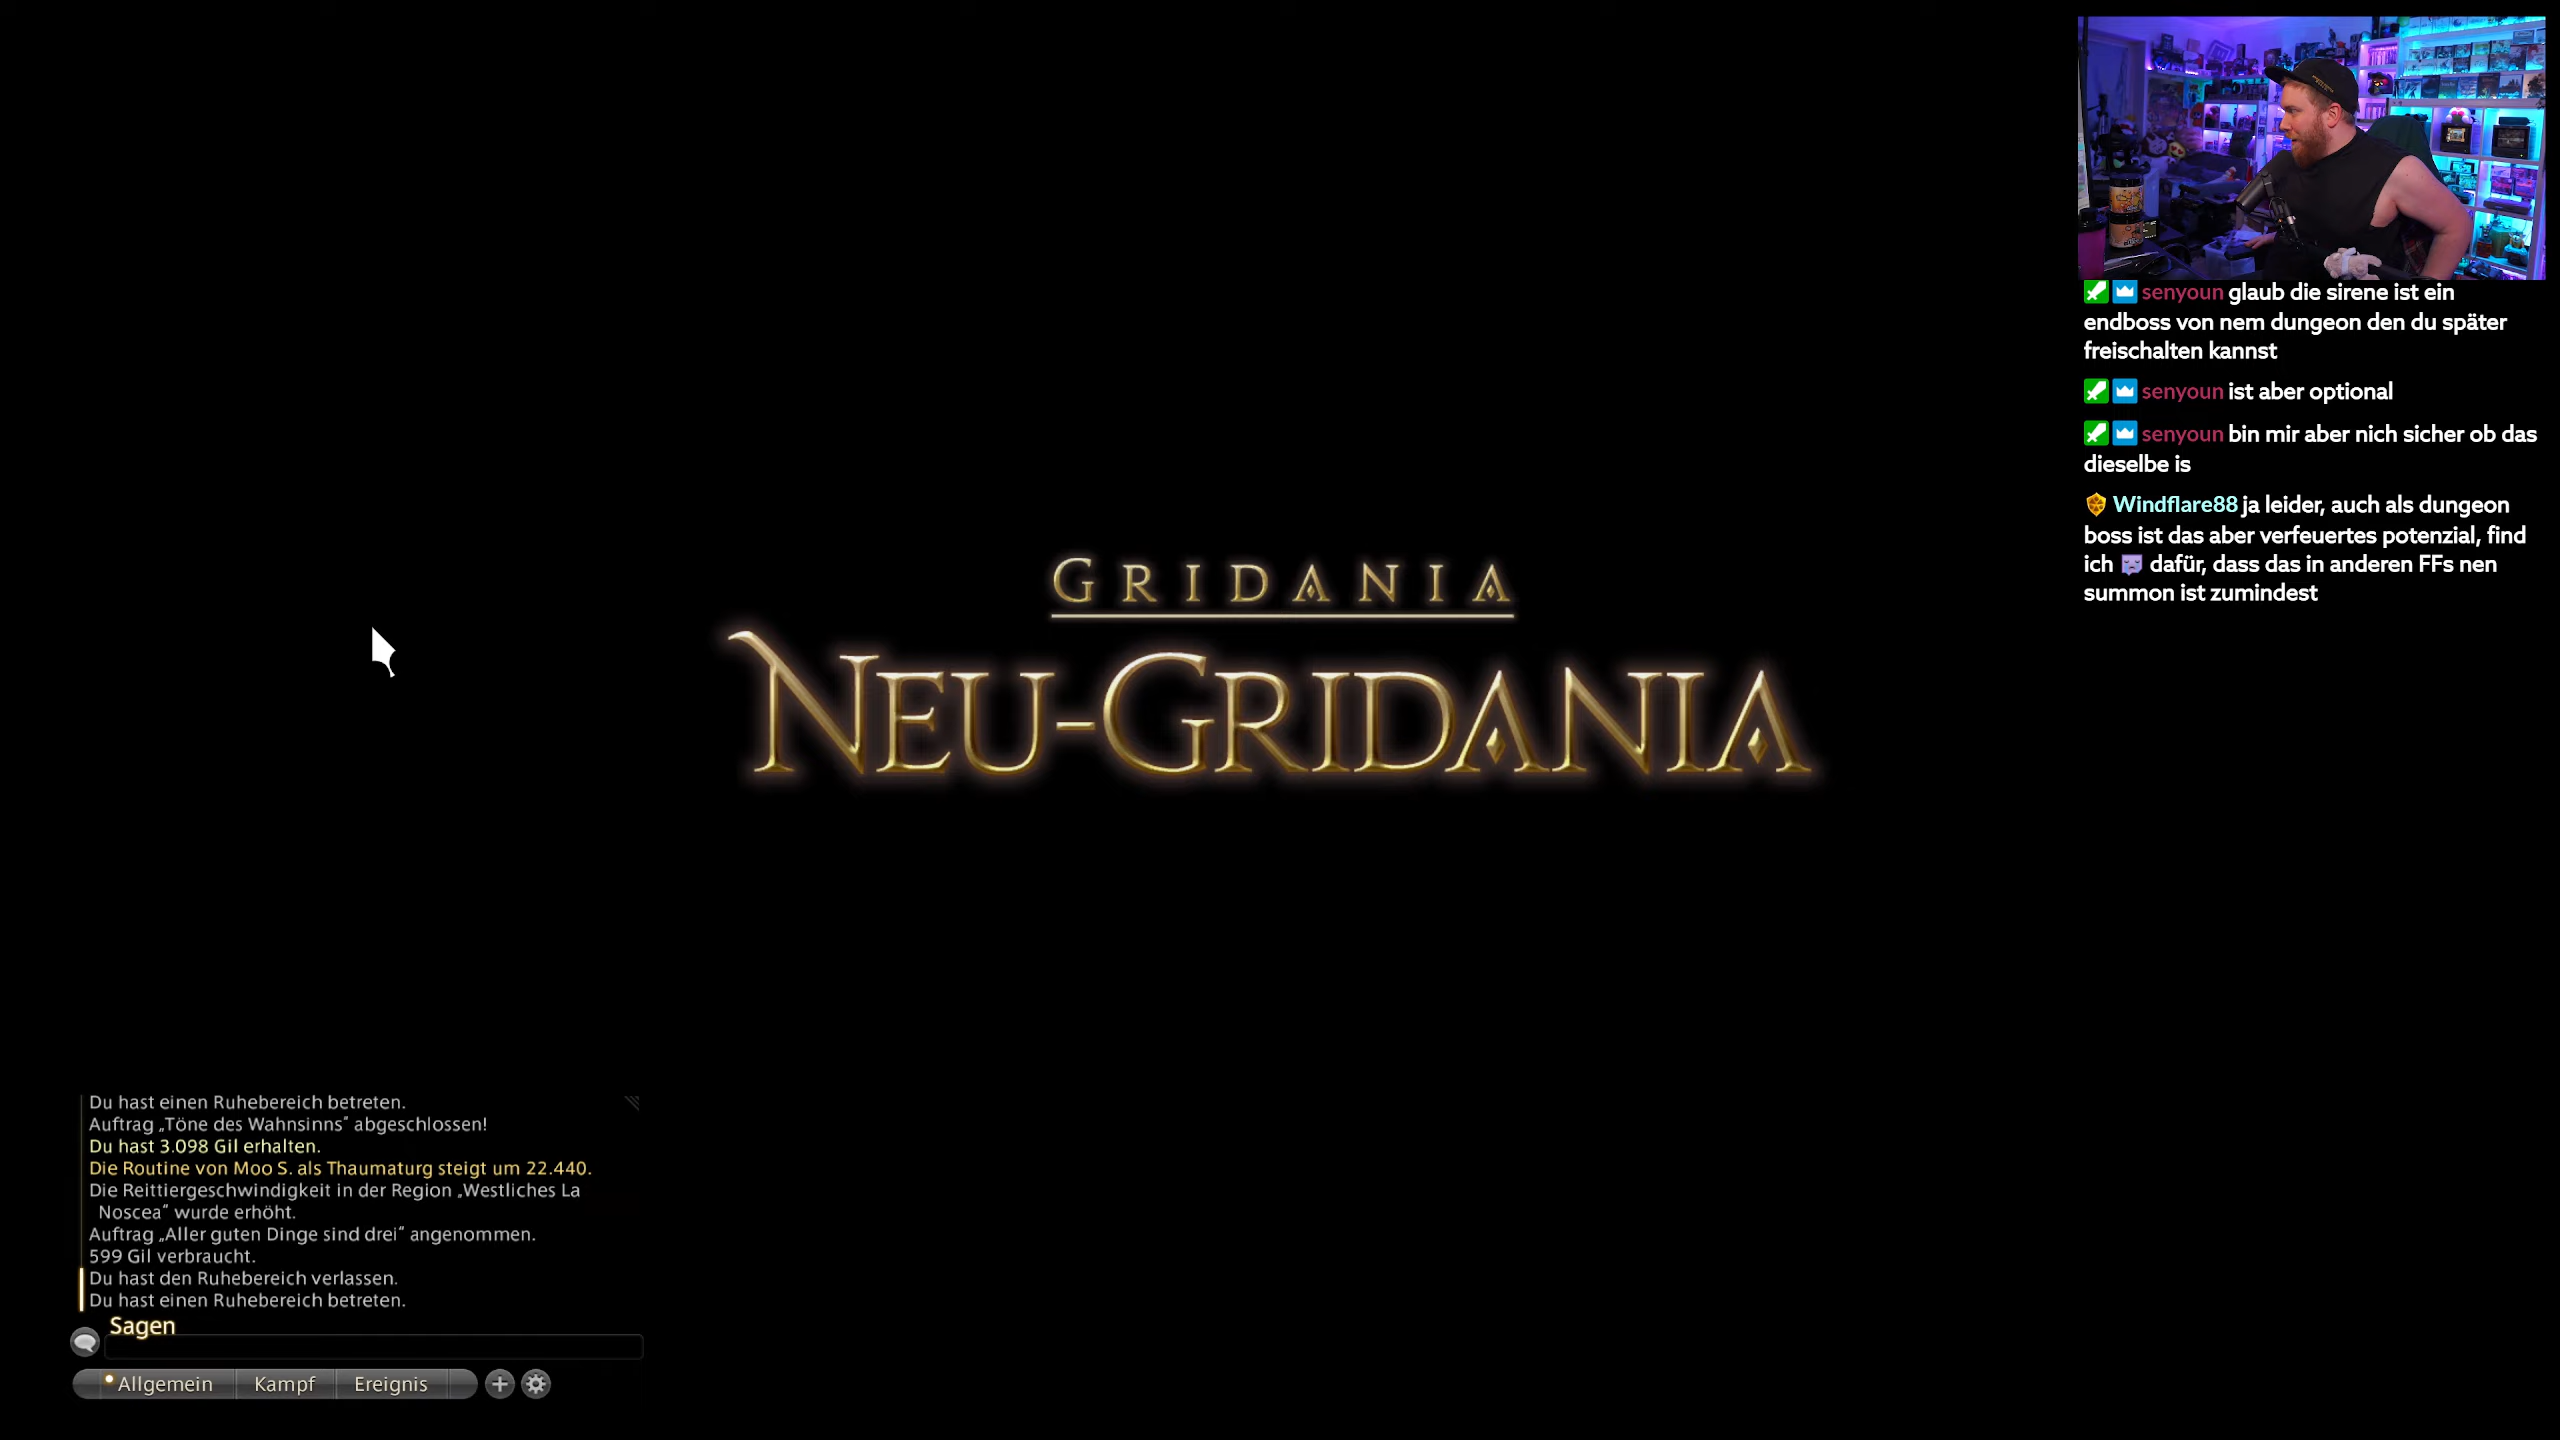 senyoun glaub die sirene ist ein
endboss von nem dungeon den du später
freischalten kannst
senyoun ist aber optional
senyoun bin mir aber nich sicher ob das
dieselbe is
Windflare88 ja leider, auch als dungeon
boss ist das aber verfeuertes potenzial, find
ich dafür, dass das in anderen FFs nen
summon ist zumindest
GRIDANIA
NEU-GRIDANIA
Du hast einen Ruhebereich betreten.
Auftrag „Töne des Wahnsinns“ abgeschlossen!
Du hast 3.098 Gil erhalten.
Die Routine von Moo S. als Thaumaturg steigt um 22.440.
Die Reittiergeschwindigkeit in der Region „Westliches La
Noscea“ wurde erhöht.
Auftrag „Aller guten Dinge sind drei“ angenommen.
599 Gil verbraucht.
Du hast den Ruhebereich verlassen.
Du hast einen Ruhebereich betreten.
Sagen
Allgemein Kampf Ereignis